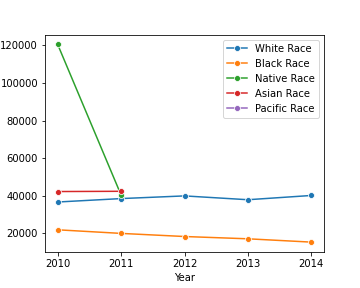 120000
100000
80000
60000
40000
20000
2010 2011 2012 2013 2014
Year
White Race
Black Race
Native Race
Asian Race
Pacific Race